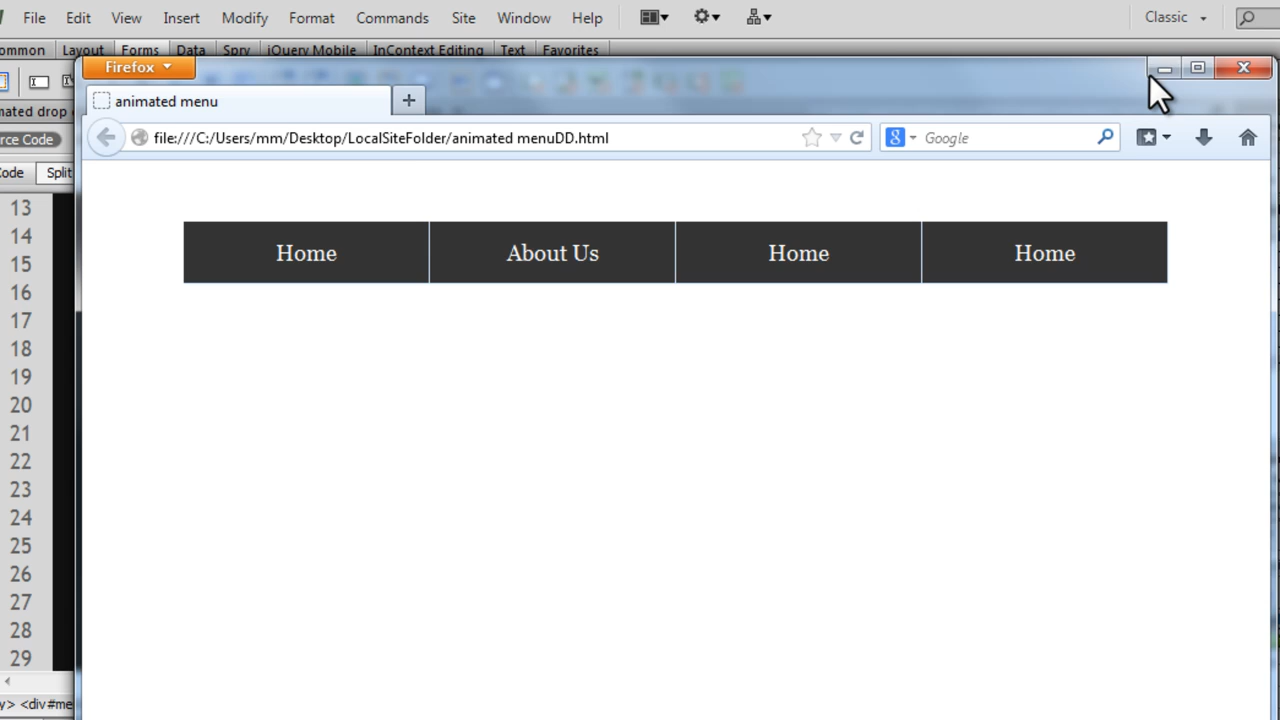 File Edit View Insert Modify Format Commands Site Window Help Classic
ommon Layout Forms Data Spry jQuery Mobile InContext Editing Text Favorites
Firefox
animated menu
mated drop
file:///C:/Users/mm/Desktop/LocalSiteFolder/animated menuDD.html Google
rce Code
ode Split
13
14
15
16
17
18
19
20
21
22
23
24
25
26
27
28
29
Home About Us Home Home
y> <div#me